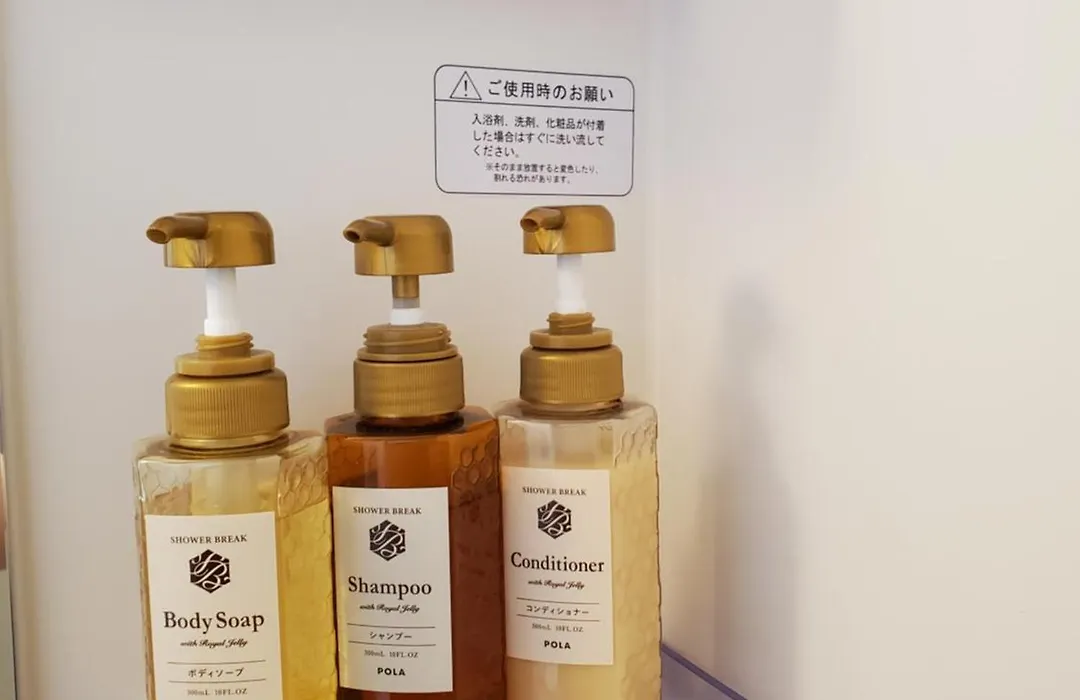 ご使用時のお願い
入浴剤、洗剤、化粧品が付着
した場合はすぐに洗い流して
ください。
※そのまま放置すると変色したり、
割れる恐れがあります。
SHOWER BREAK
Body Soap
with Royal Jelly
ボディソープ
500mL 18FL.OZ
SHOWER BREAK
Shampoo
with Royal Jelly
シャンプー
500mL 18FL.OZ
POLA
SHOWER BREAK
Conditioner
with Royal Jelly
コンディショナー
500mL 18FL.OZ
POLA